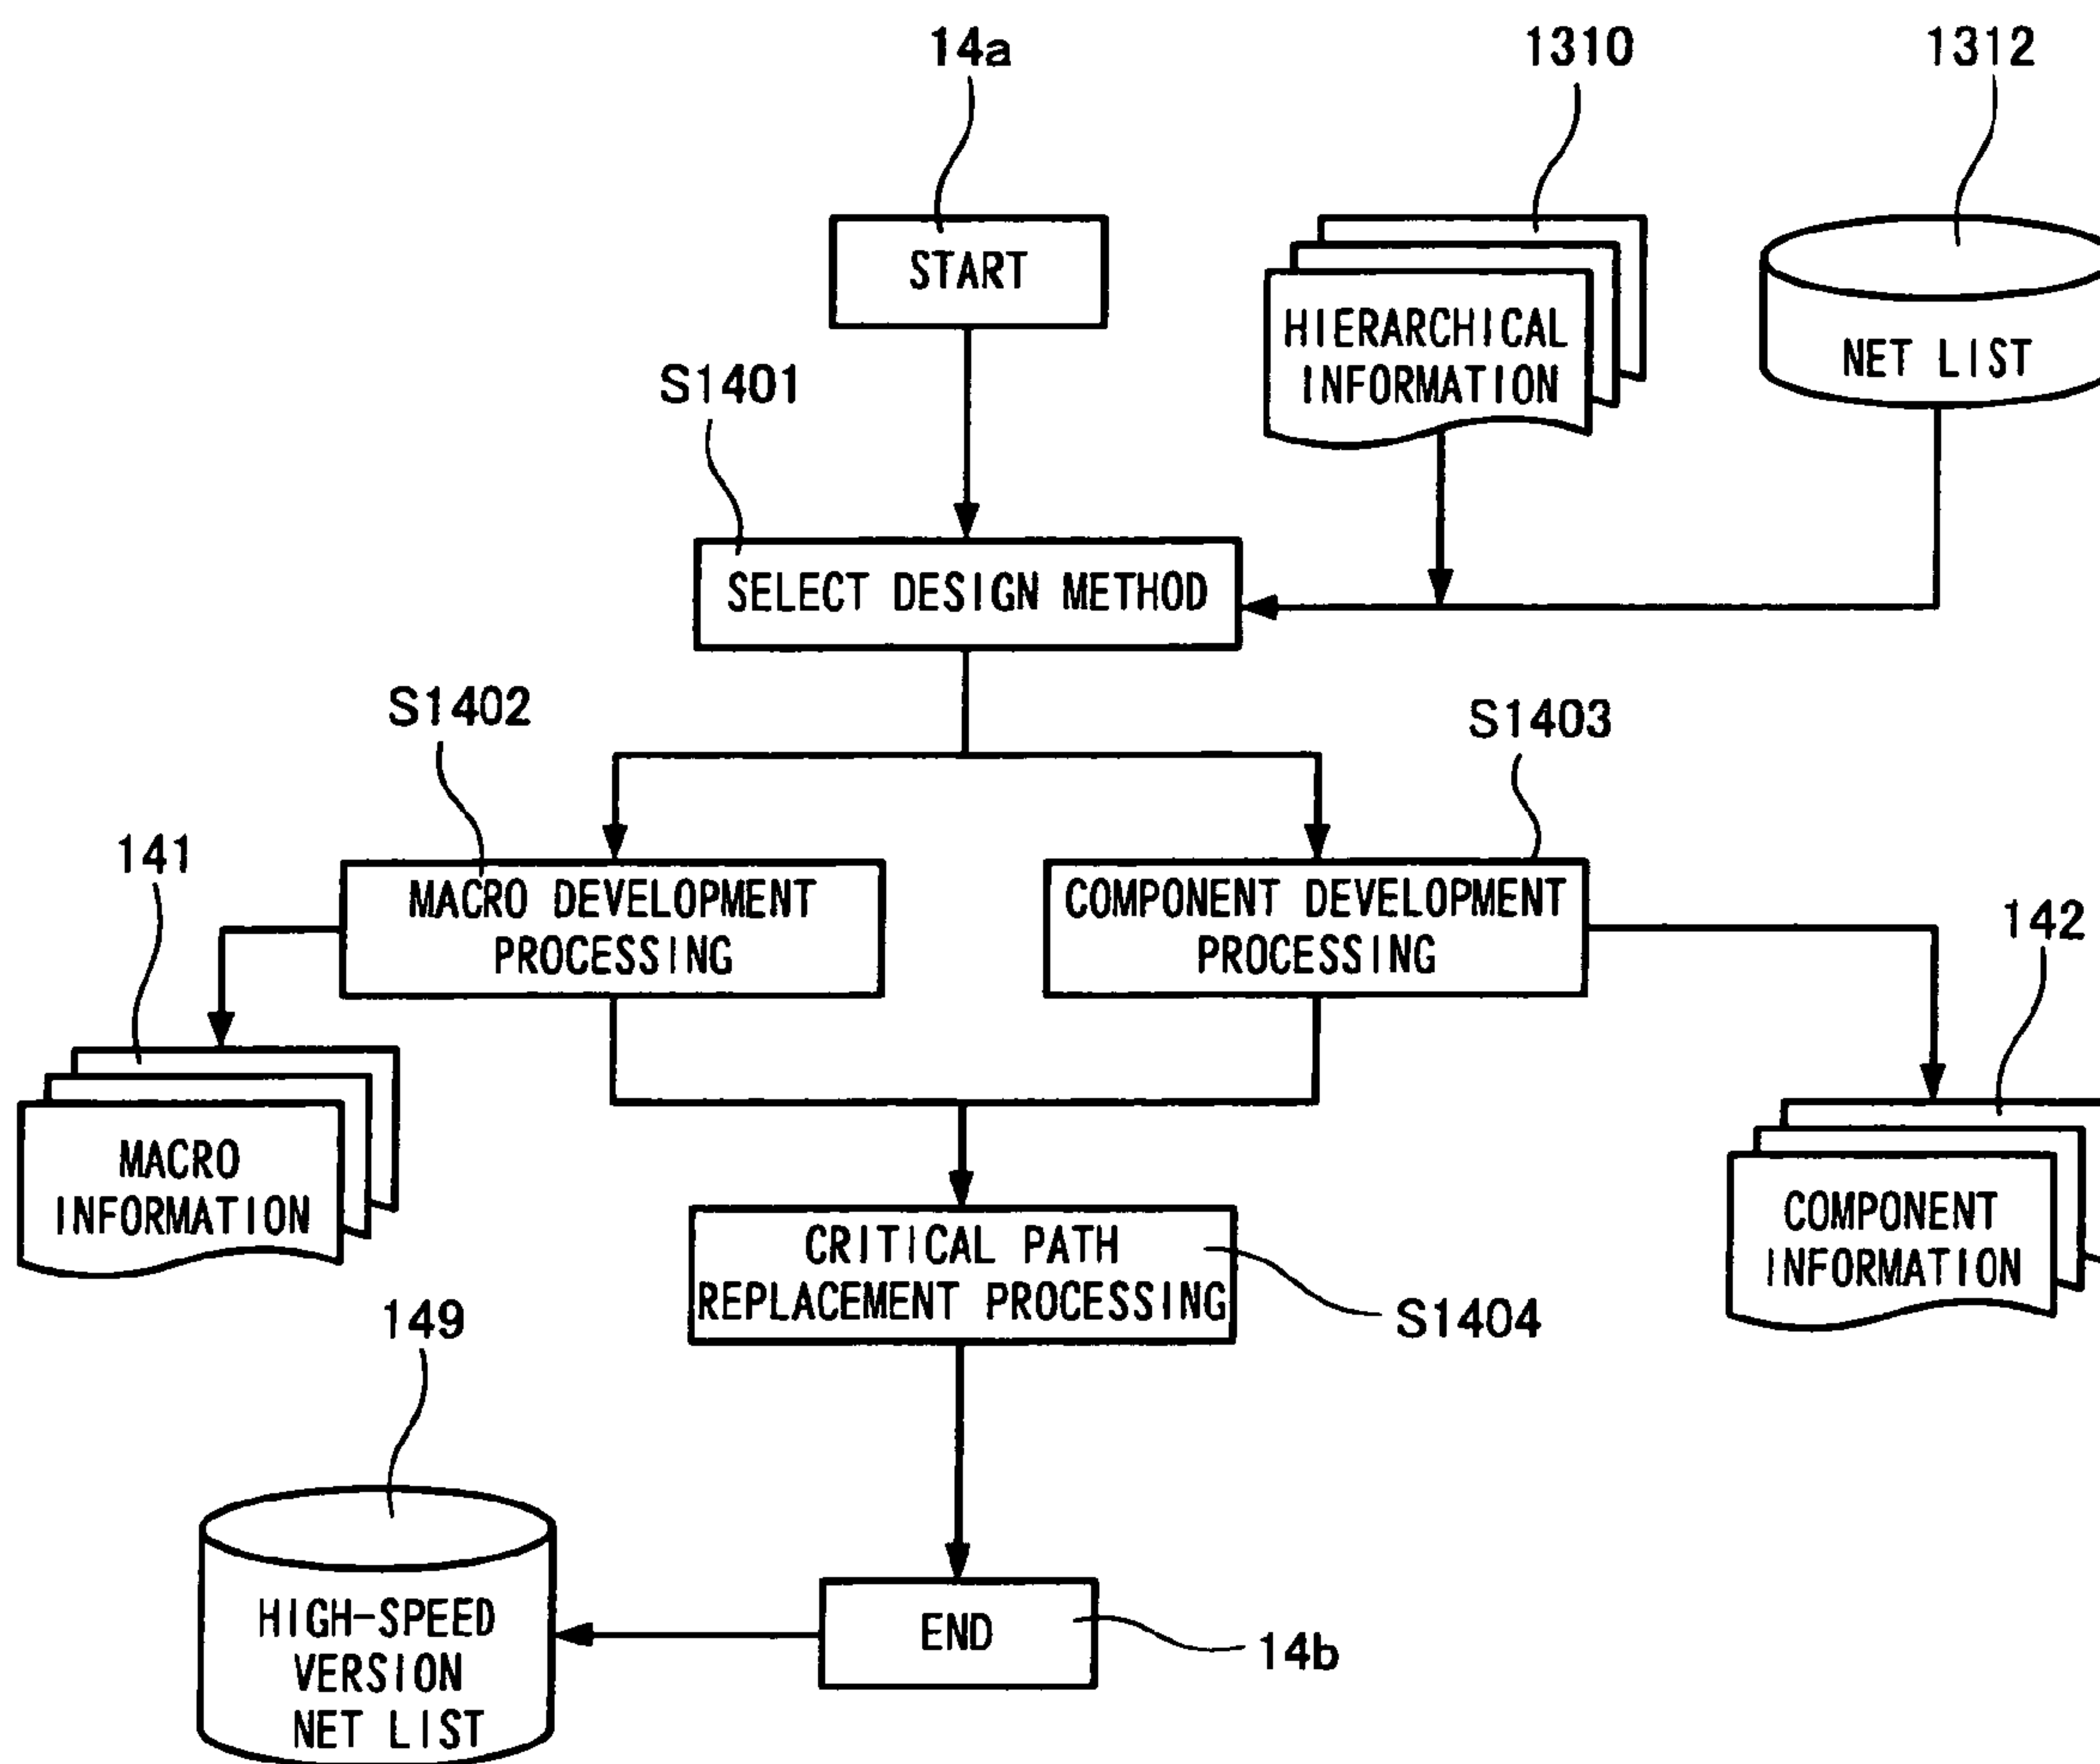 14a
1310
1312
START
HIERARCHICAL
INFORMATION
NET LIST
S1401
SELECT DESIGN METHOD
S1402
S1403
141
MACRO DEVELOPMENT
PROCESSING
COMPONENT DEVELOPMENT
PROCESSING
142
MACRO
INFORMATION
CRITICAL PATH
REPLACEMENT PROCESSING
COMPONENT
INFORMATION
149
S1404
HIGH-SPEED
VERSION
NET LIST
END
14b